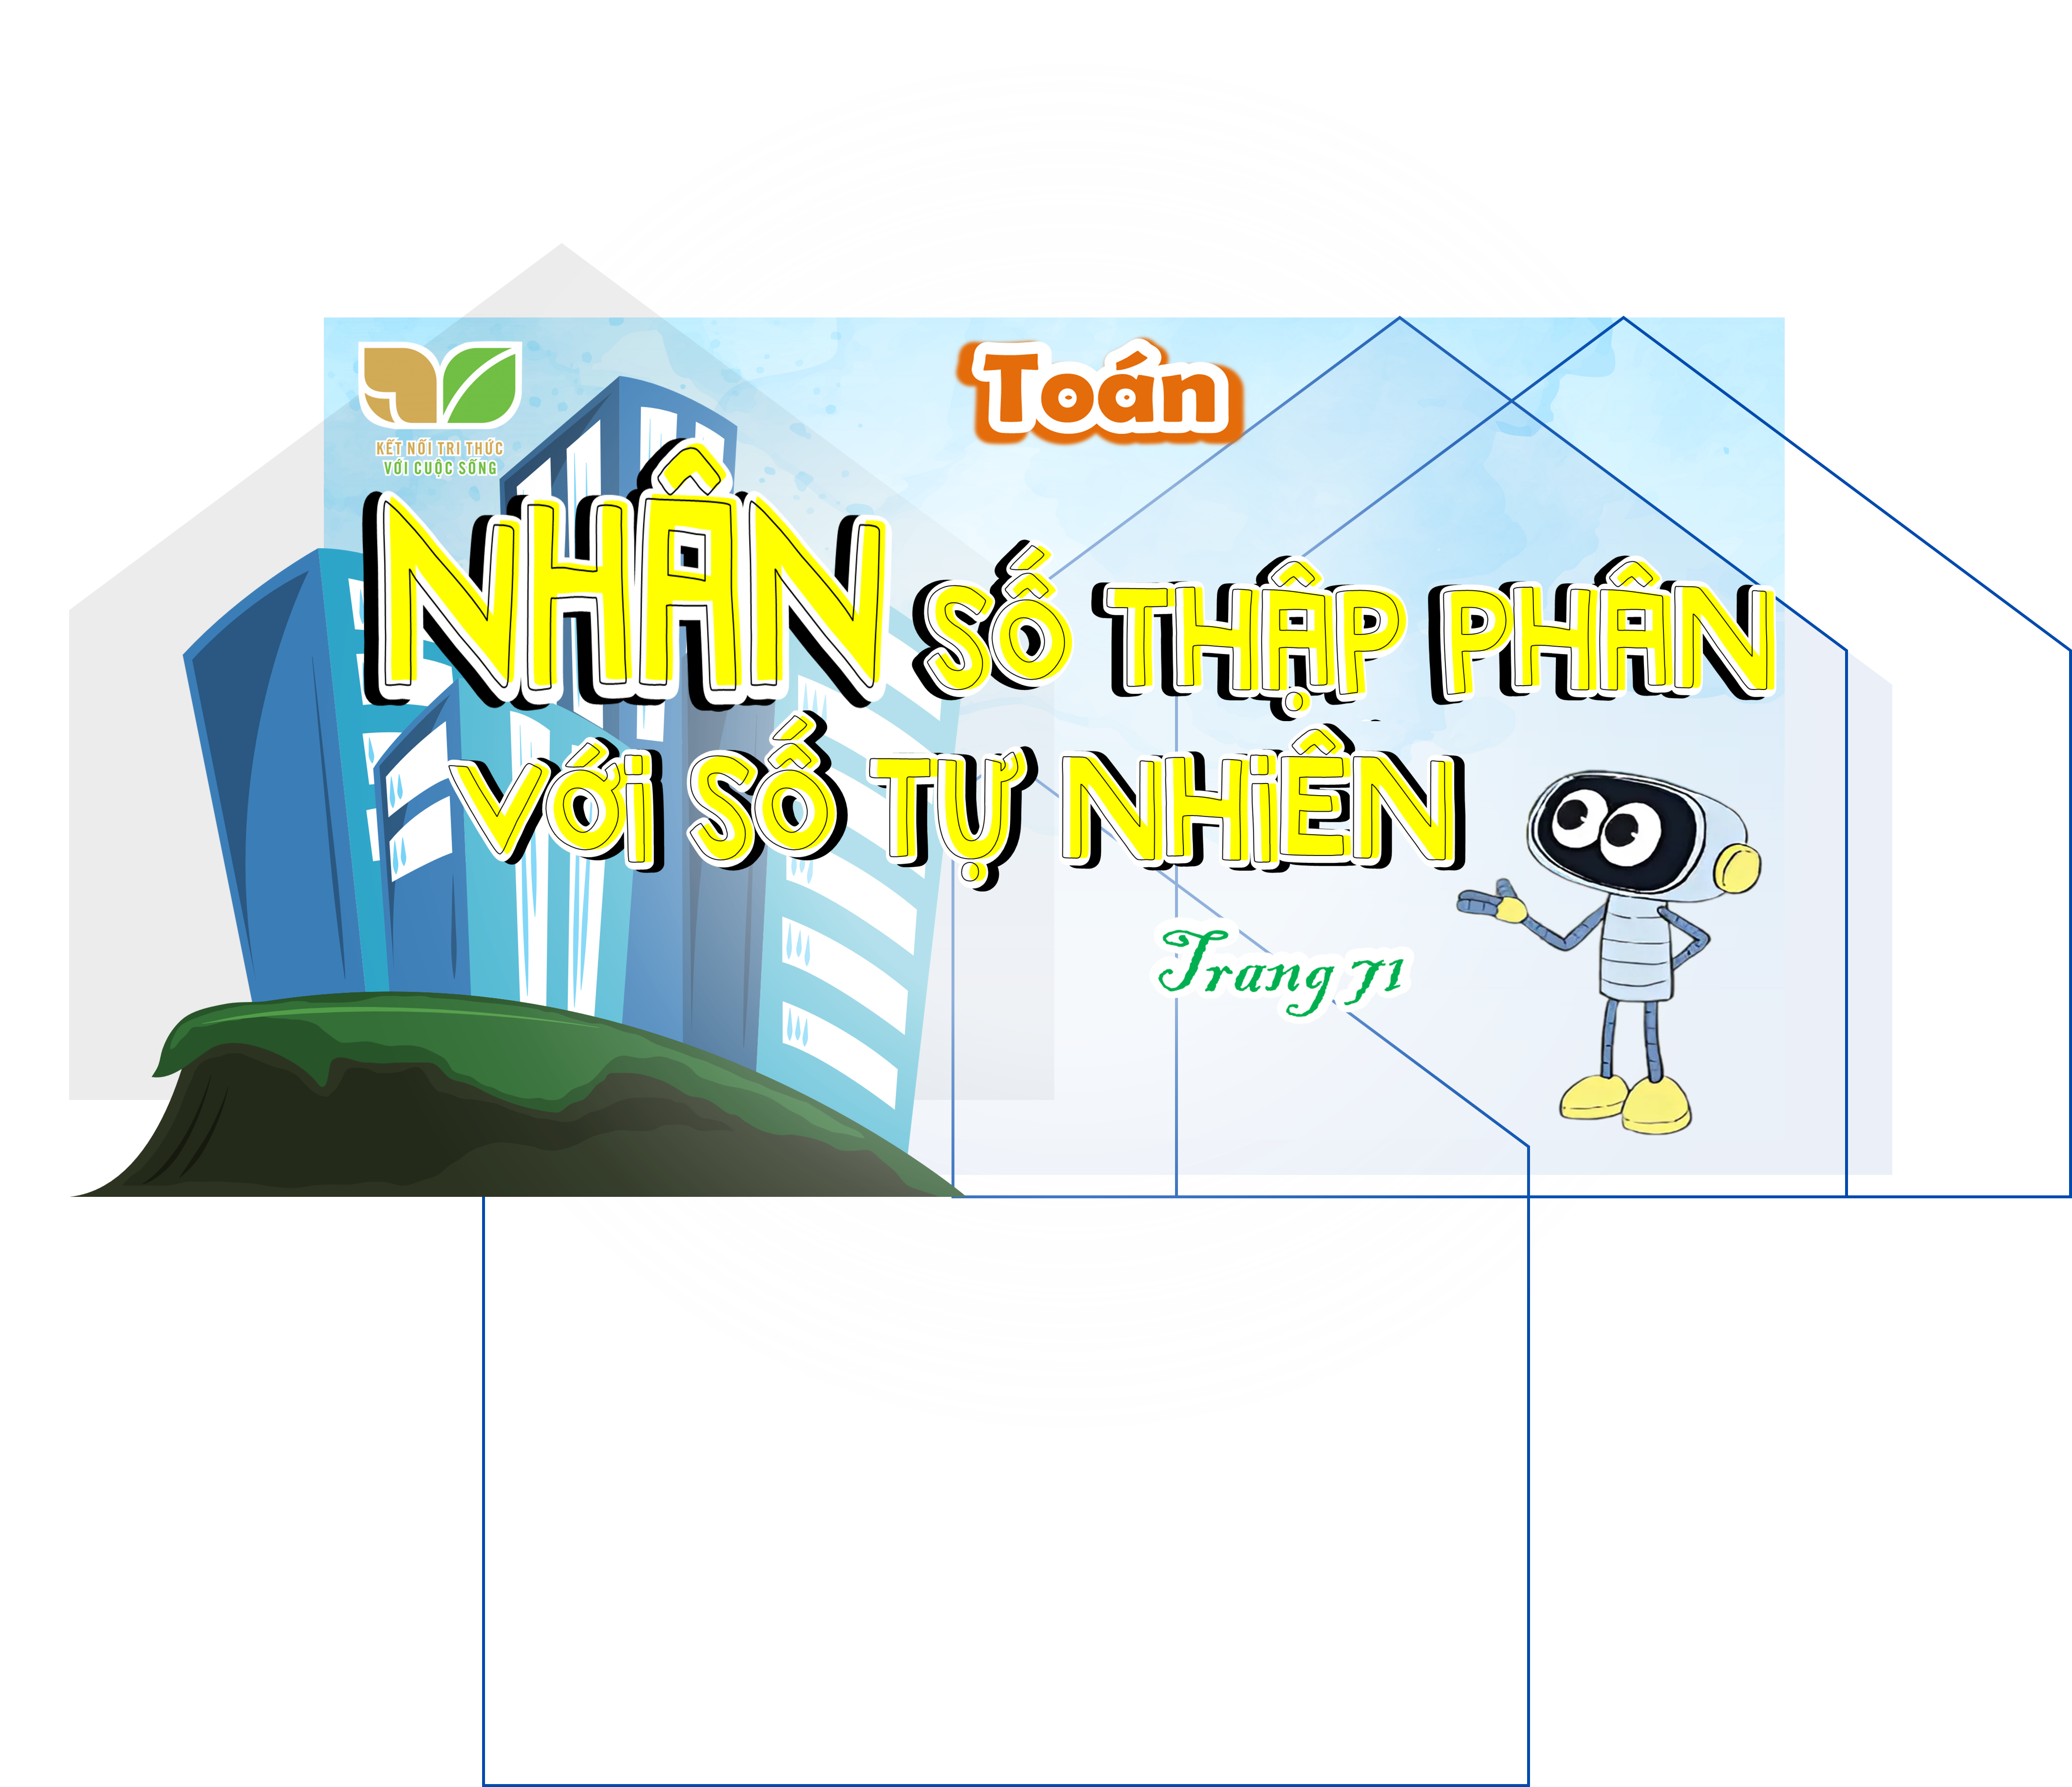 Toán
KẾT NỐI TRI THỨC
VỚI CUỘC SỐNG
NHÂN SỐ THẬP PHÂN
VỚI SỐ TỰ NHIÊN
Trang 71